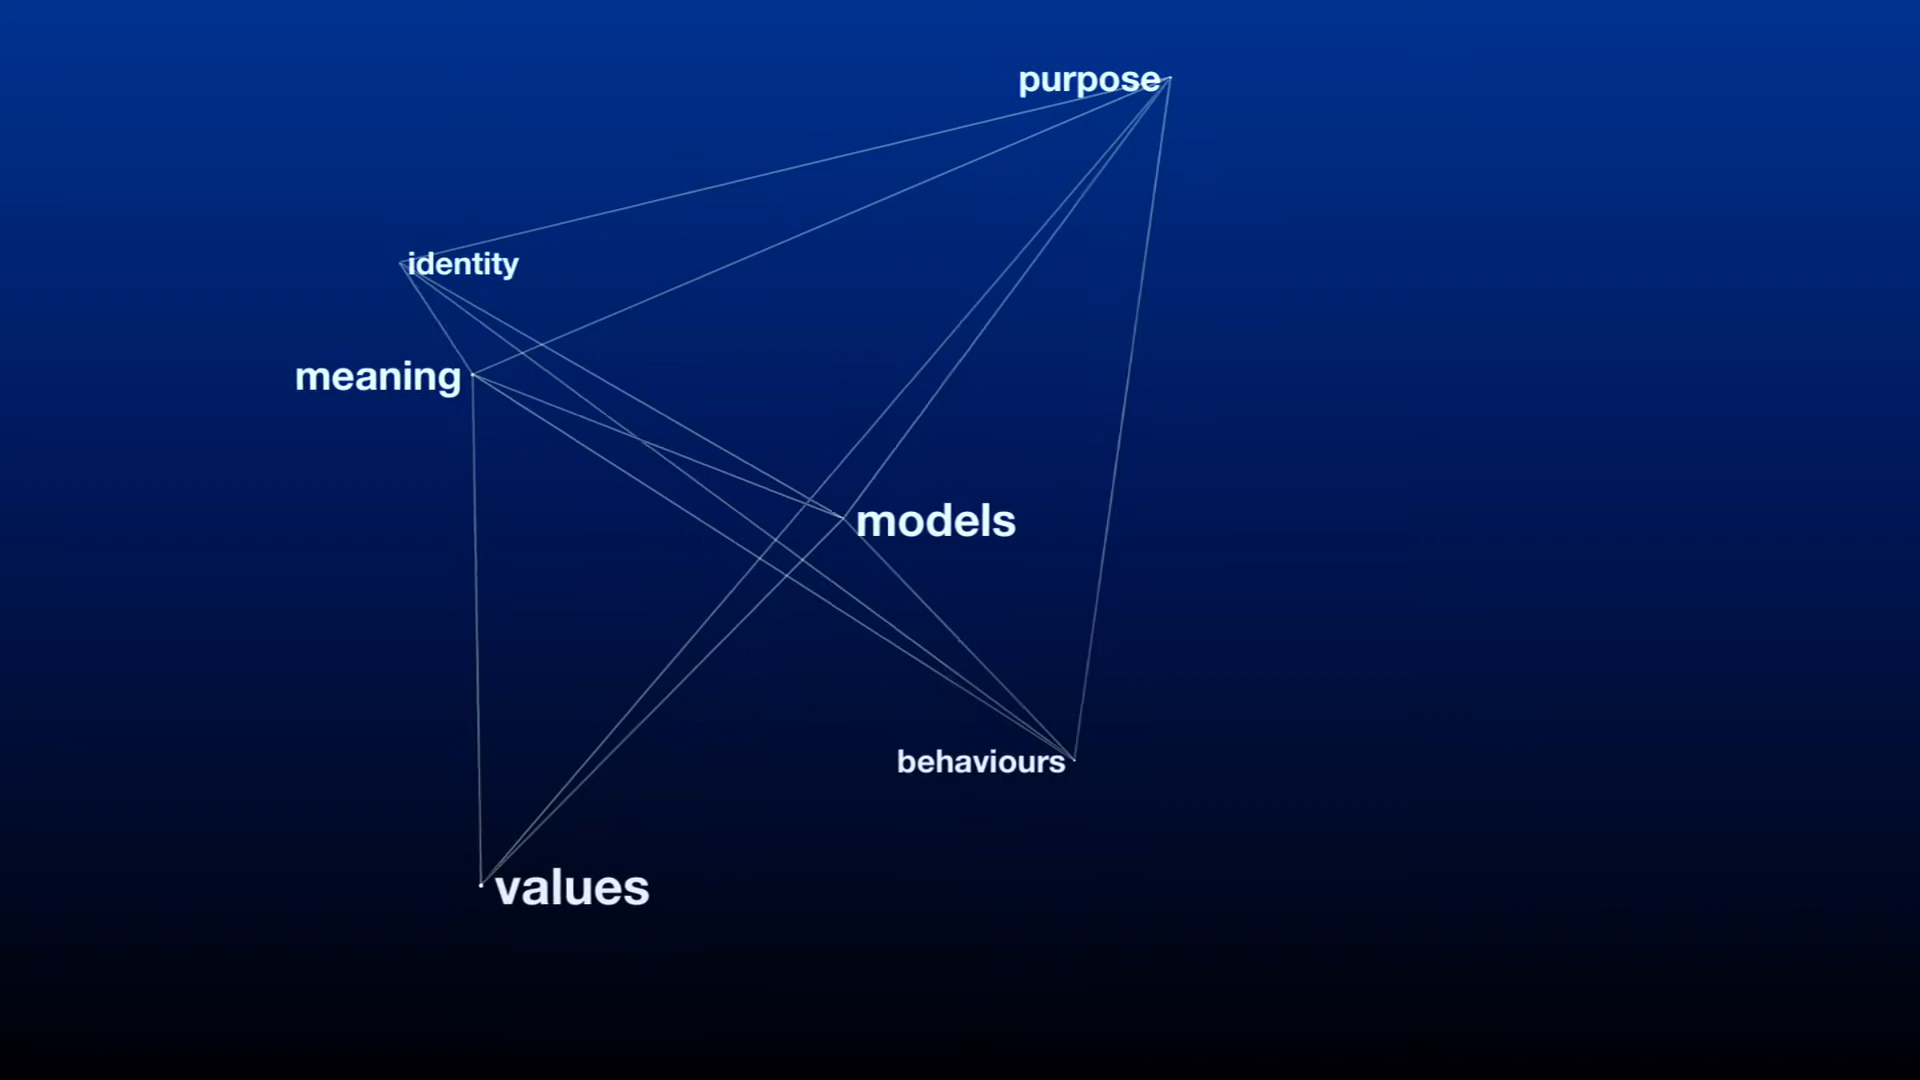 purpose
identity
meaning
models
behaviours
values